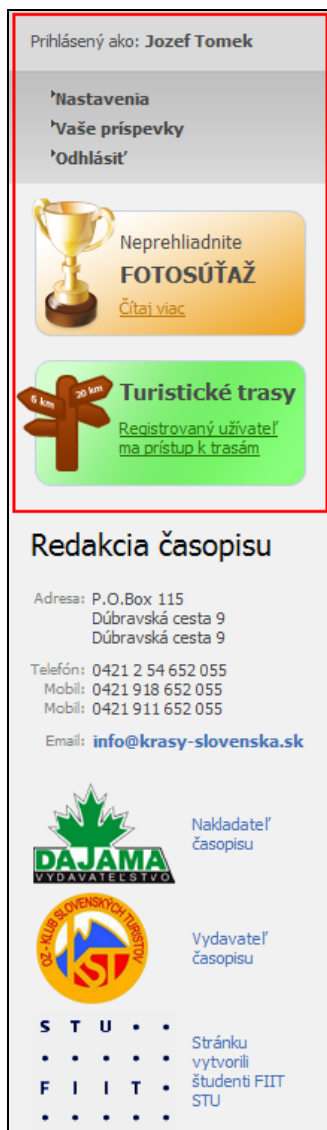 Prihlásený ako: Jozef Tomek
Nastavenia
Vaše príspevky
Odhlásiť
Neprehliadnite
FOTOSÚŤAŽ
Čítaj viac
6 km
20 km
Turistické trasy
Registrovaný užívateľ
ma prístup k trasám
Redakcia časopisu
Adresa: P.O.Box 115
Dúbravská cesta 9
Dúbravská cesta 9
Telefón: 0421 2 54 652 055
Mobil: 0421 918 652 055
Mobil: 0421 911 652 055
Email: info@krasy-slovenska.sk
DAJAMA
VYDAVATEĽSTVO
Nakladateľ
časopisu
OZ - KLUB SLOVENSKÝCH TURISTOV
KST
Vydavateľ
časopisu
S T U
F I I T
Stránku
vytvorili
študenti FIIT
STU